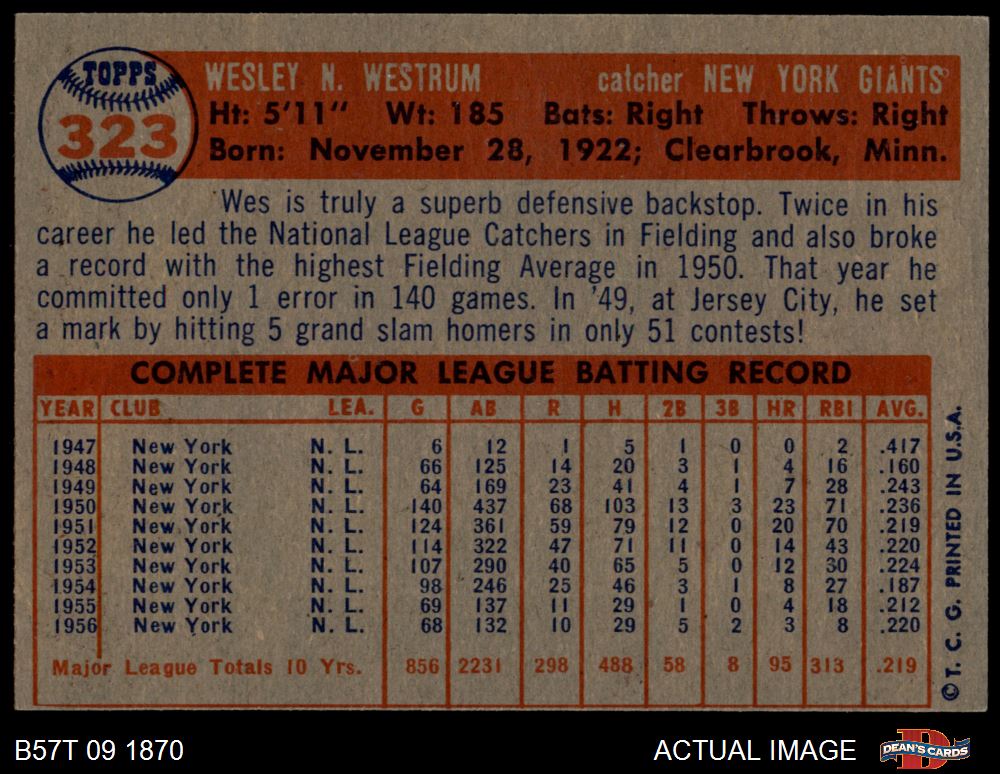 TOPPS
323
WESLEY N. WESTRUM catcher NEW YORK GIANTS
Ht: 5'11" Wt: 185 Bats: Right Throws: Right
Born: November 28, 1922; Clearbrook, Minn.
Wes is truly a superb defensive backstop. Twice in his
career he led the National League Catchers in Fielding and also broke
a record with the highest Fielding Average in 1950. That year he
committed only 1 error in 140 games. In '49, at Jersey City, he set
a mark by hitting 5 grand slam homers in only 51 contests!
COMPLETE MAJOR LEAGUE BATTING RECORD
YEAR CLUB LEA. G AB R H 2B 3B HR RBI AVG.
1947 New York N. L. 6 12 1 5 1 0 0 2 .417
1948 New York N. L. 66 125 14 20 3 1 4 16 .160
1949 New York N. L. 64 169 23 41 4 1 7 28 .243
1950 New York N. L. 140 437 68 103 13 3 23 71 .236
1951 New York N. L. 124 361 59 79 12 0 20 70 .219
1952 New York N. L. 114 322 47 71 11 0 14 43 .220
1953 New York N. L. 107 290 40 65 5 0 12 30 .224
1954 New York N. L. 98 246 25 46 3 1 8 27 .187
1955 New York N. L. 69 137 11 29 1 0 4 18 .212
1956 New York N. L. 68 132 10 29 5 2 3 8 .220
Major League Totals 10 Yrs. 856 2231 298 488 58 8 95 313 .219
©T. C. G. PRINTED IN U.S.A.
B57T 09 1870 ACTUAL IMAGE
DEAN'S CARDS